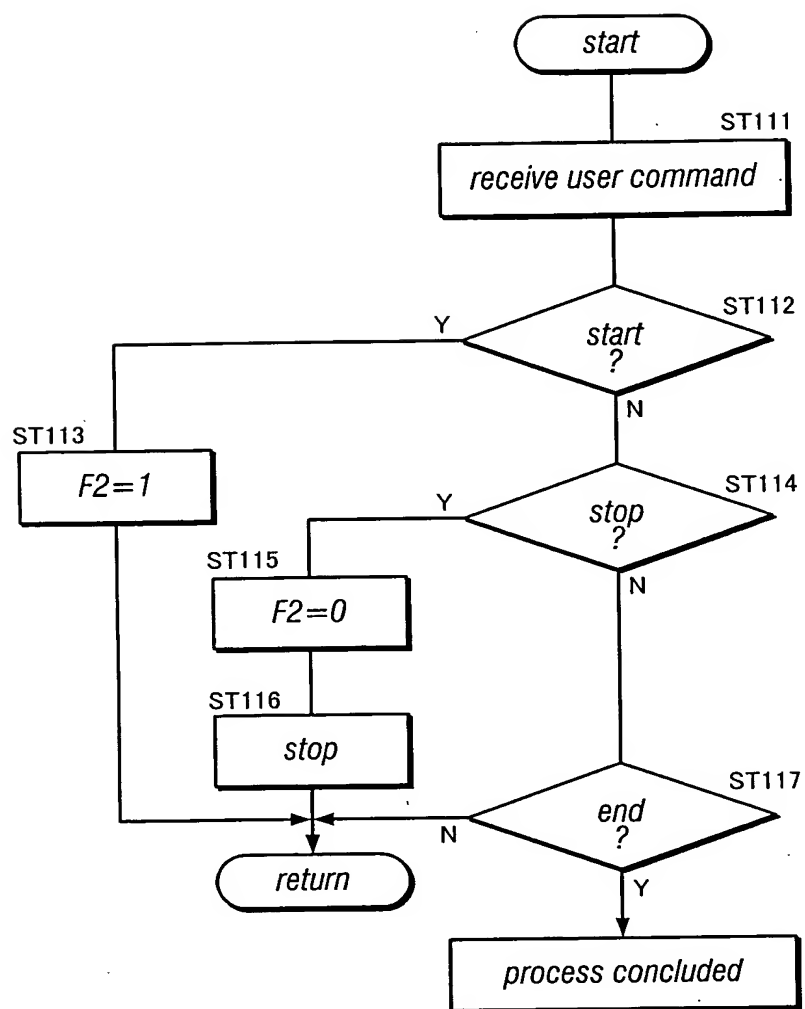 start
ST111
receive user command
ST112
Y
start
?
N
ST113
F2=1
ST114
Y
stop
?
N
ST115
F2=0
ST116
stop
ST117
end
?
N
Y
return
process concluded